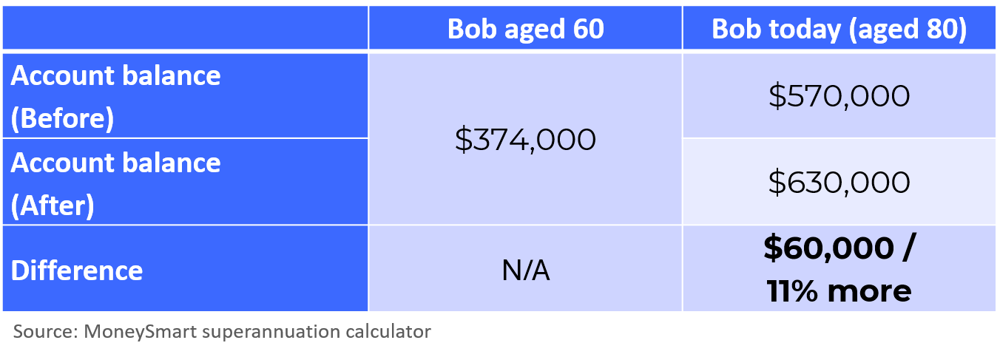 Bob aged 60
Bob today (aged 80)
Account balance
(Before)
$374,000
$570,000
Account balance
(After)
$630,000
Difference
N/A
$60,000 /
11% more
Source: MoneySmart superannuation calculator